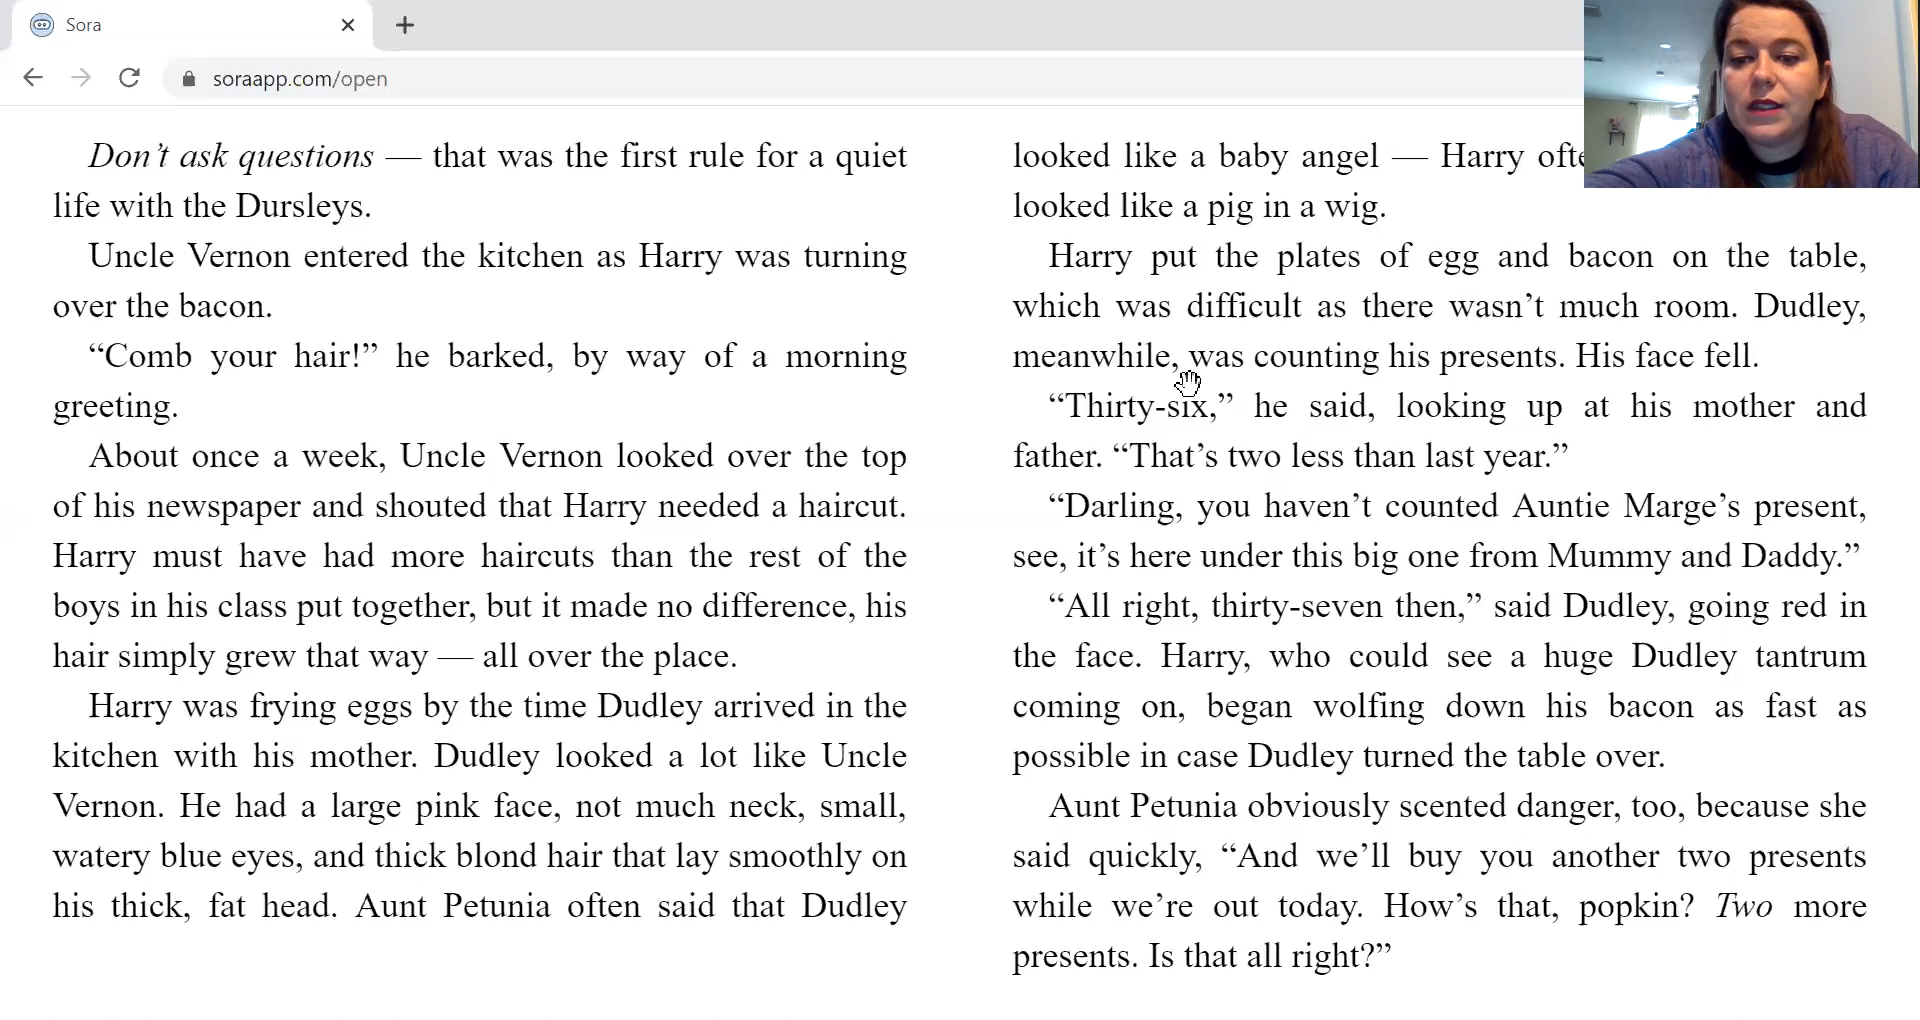 Sora
soraapp.com/open
Don’t ask questions — that was the first rule for a quiet
life with the Dursleys.
Uncle Vernon entered the kitchen as Harry was turning
over the bacon.
“Comb your hair!” he barked, by way of a morning
greeting.
About once a week, Uncle Vernon looked over the top
of his newspaper and shouted that Harry needed a haircut.
Harry must have had more haircuts than the rest of the
boys in his class put together, but it made no difference, his
hair simply grew that way — all over the place.
Harry was frying eggs by the time Dudley arrived in the
kitchen with his mother. Dudley looked a lot like Uncle
Vernon. He had a large pink face, not much neck, small,
watery blue eyes, and thick blond hair that lay smoothly on
his thick, fat head. Aunt Petunia often said that Dudley
looked like a baby angel — Harry
looked like a pig in a wig.
Harry put the plates of egg and bacon on the table,
which was difficult as there wasn’t much room. Dudley,
meanwhile, was counting his presents. His face fell.
“Thirty-six,” he said, looking up at his mother and
father. “That’s two less than last year.”
“Darling, you haven’t counted Auntie Marge’s present,
see, it’s here under this big one from Mummy and Daddy.”
“All right, thirty-seven then,” said Dudley, going red in
the face. Harry, who could see a huge Dudley tantrum
coming on, began wolfing down his bacon as fast as
possible in case Dudley turned the table over.
Aunt Petunia obviously scented danger, too, because she
said quickly, “And we’ll buy you another two presents
while we’re out today. How’s that, popkin? Two more
presents. Is that all right?”